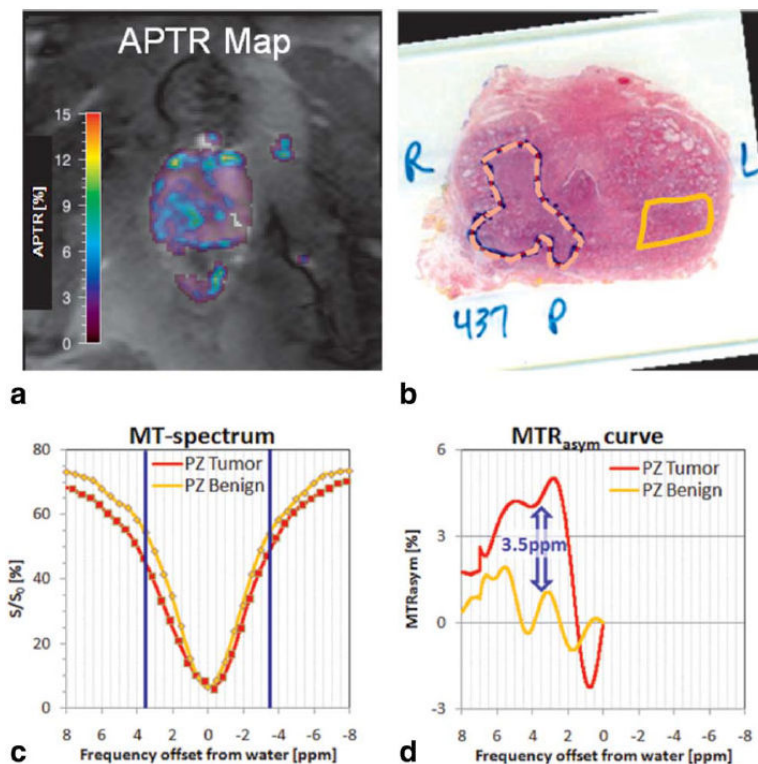 APTR Map
15
12
9
6
3
0
APTR [%]
a
R
L
437 P
b
MT-spectrum
80
60
40
20
0
S/S₀ [%]
PZ Tumor
PZ Benign
8 6 4 2 0 -2 -4 -6 -8
Frequency offset from water [ppm]
c
MTRasym curve
6
3
0
-3
MTRasym [%]
PZ Tumor
PZ Benign
3.5ppm
8 6 4 2 0 -2 -4 -6 -8
Frequency offset from water [ppm]
d